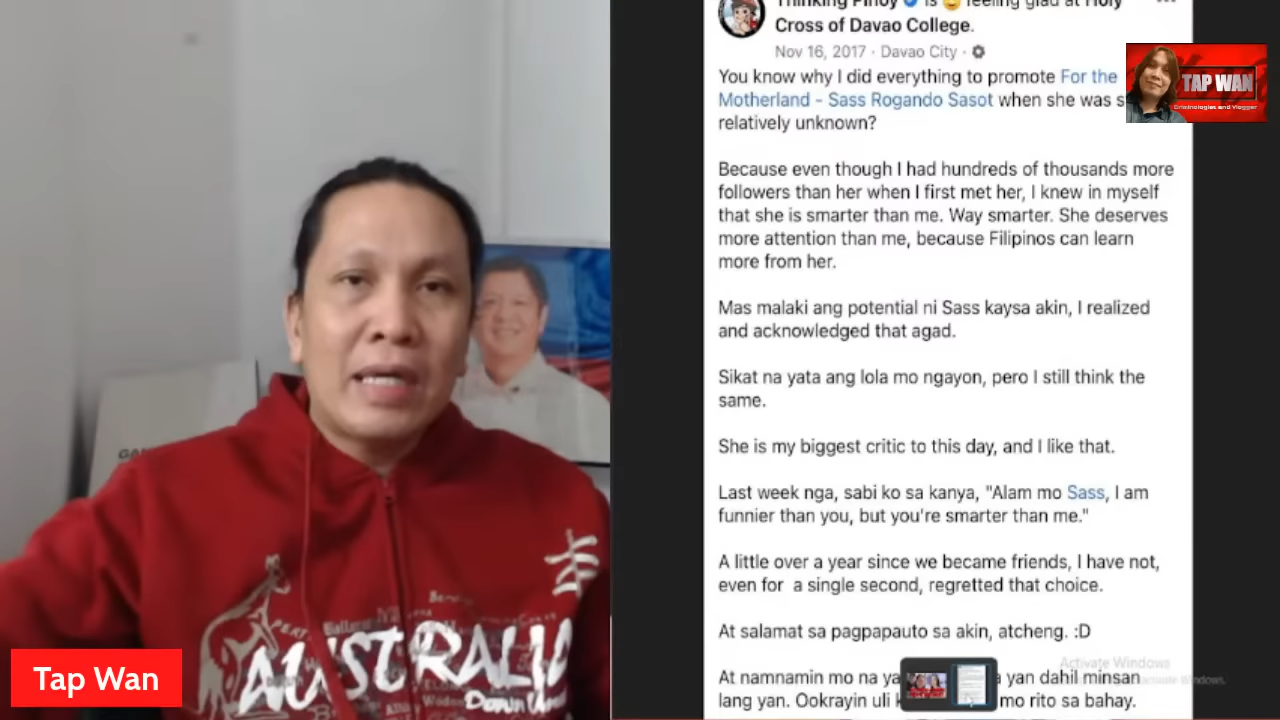 Thinking Pinoy is feeling glad at Holy
Cross of Davao College.
Nov 16, 2017 · Davao City ·
You know why I did everything to promote For the
Motherland - Sass Rogando Sasot when she was
relatively unknown?
Because even though I had hundreds of thousands more
followers than her when I first met her, I knew in myself
that she is smarter than me. Way smarter. She deserves
more attention than me, because Filipinos can learn
more from her.
Mas malaki ang potential ni Sass kaysa akin, I realized
and acknowledged that agad.
Sikat na yata ang lola mo ngayon, pero I still think the
same.
She is my biggest critic to this day, and I like that.
Last week nga, sabi ko sa kanya, "Alam mo Sass, I am
funnier than you, but you're smarter than me."
A little over a year since we became friends, I have not,
even for a single second, regretted that choice.
At salamat sa pagpapauto sa akin, atcheng. :D
At namnamin mo na yan dahil minsan
lang yan. Ookrayin uli mo rito sa bahay.
Activate Windows
TAP WAN
Criminologies and Vlogger
AUSTRALIA
Down Under
Tap Wan